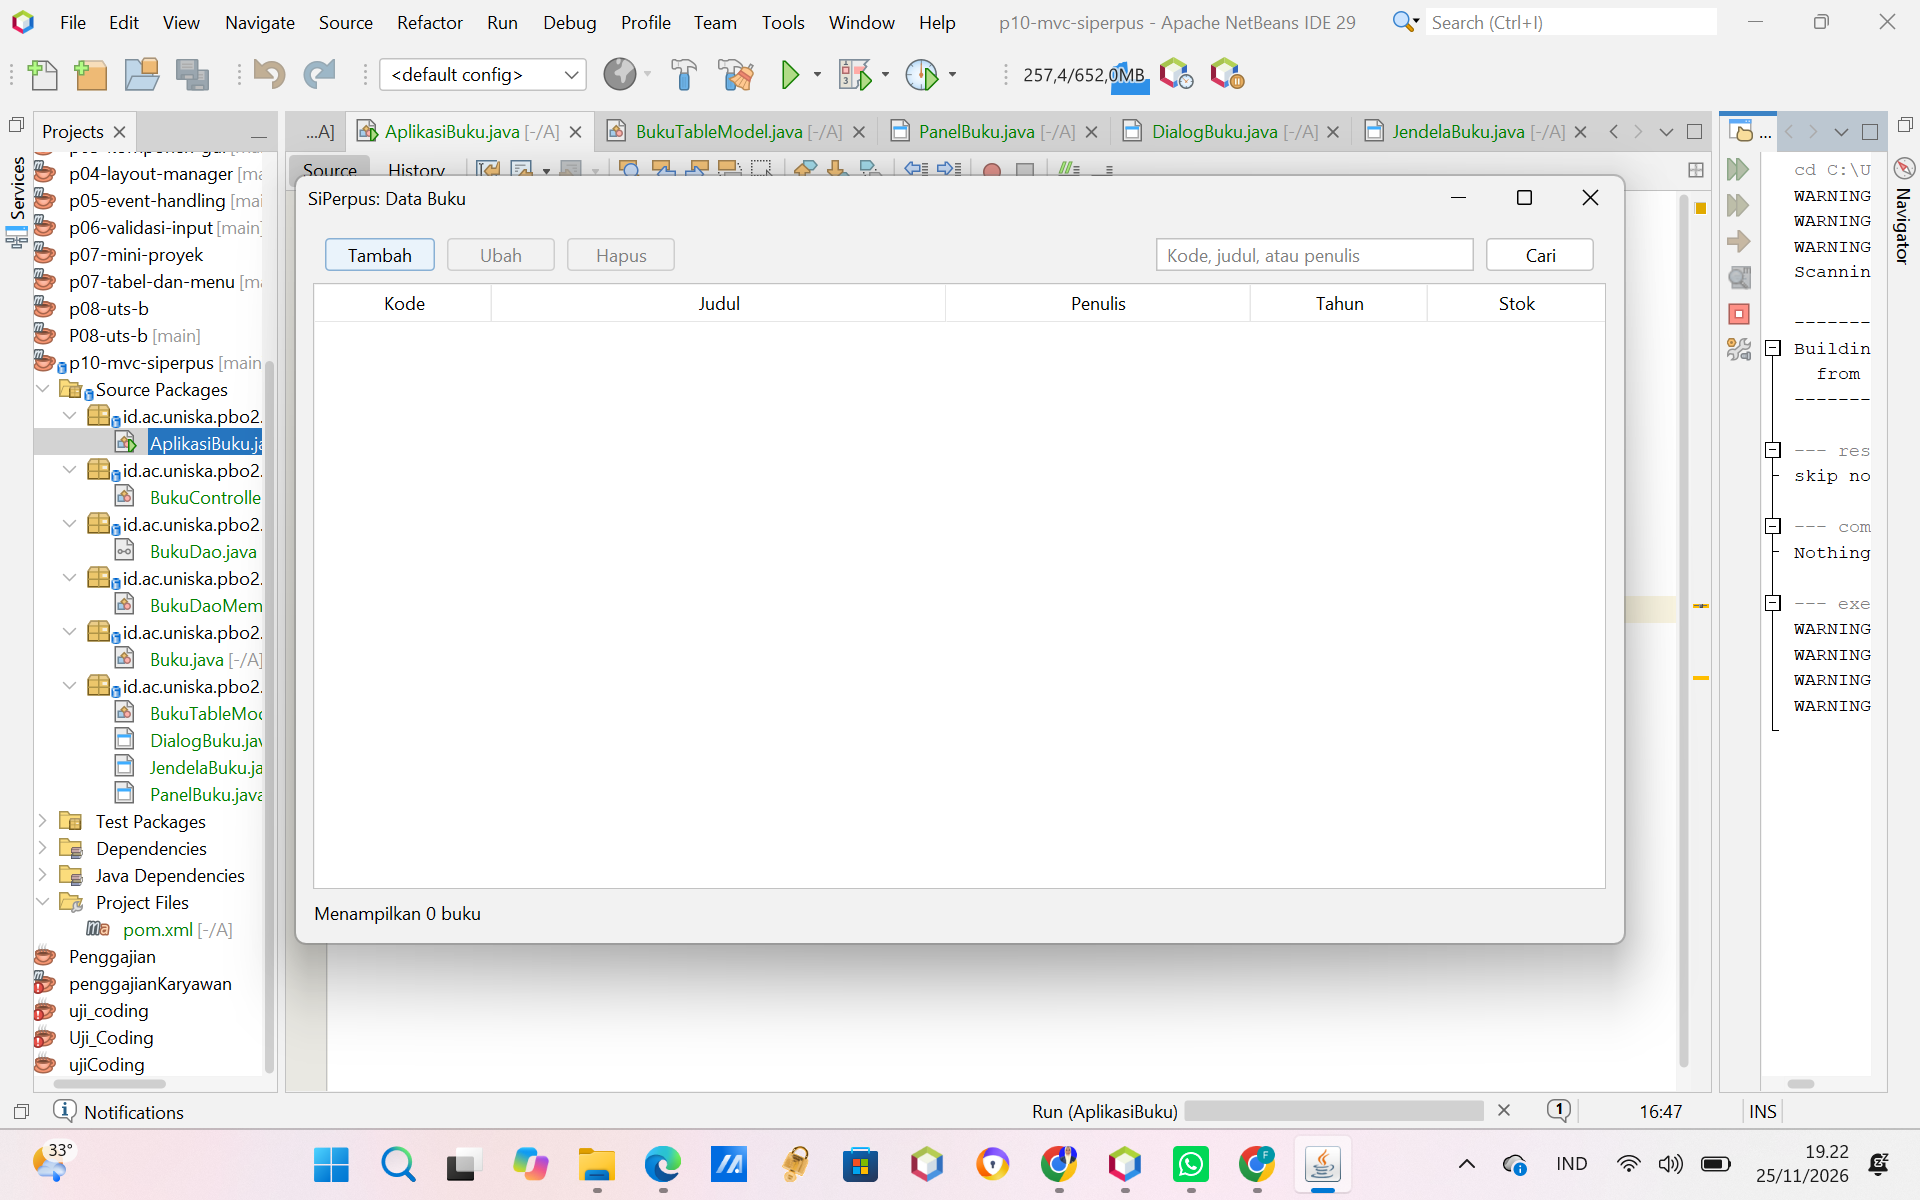 File Edit View Navigate Source Refactor Run Debug Profile Team Tools Window Help
p10-mvc-siperpus - Apache NetBeans IDE 29
Search (Ctrl+I)
<default config>
257,4/652,0MB
Projects
...A]
AplikasiBuku.java [-/A]
BukuTableModel.java [-/A]
PanelBuku.java [-/A]
DialogBuku.java [-/A]
JendelaBuku.java [-/A]
...
Source History
Services
Navigator
p04-layout-manager [ma
p05-event-handling [mai
p06-validasi-input [main]
p07-mini-proyek
p07-tabel-dan-menu [m
p08-uts-b
P08-uts-b [main]
p10-mvc-siperpus [main
Source Packages
id.ac.uniska.pbo2.
AplikasiBuku.ja
id.ac.uniska.pbo2.
BukuControlle
id.ac.uniska.pbo2.
BukuDao.java
id.ac.uniska.pbo2.
BukuDaoMem
id.ac.uniska.pbo2.
Buku.java [-/A]
id.ac.uniska.pbo2.
BukuTableMod
DialogBuku.jav
JendelaBuku.ja
PanelBuku.java
Test Packages
Dependencies
Java Dependencies
Project Files
pom.xml [-/A]
Penggajian
penggajianKaryawan
uji_coding
Uji_Coding
ujiCoding
SiPerpus: Data Buku
Tambah Ubah Hapus
Kode, judul, atau penulis
Cari
Kode Judul Penulis Tahun Stok
Menampilkan 0 buku
cd C:\U
WARNING
WARNING
WARNING
Scannin
-------
Buildin
from
-------
--- res
skip no
--- com
Nothing
--- exe
WARNING
WARNING
WARNING
WARNING
Notifications
Run (AplikasiBuku)
1
16:47
INS
33°
IND
19.22
25/11/2026